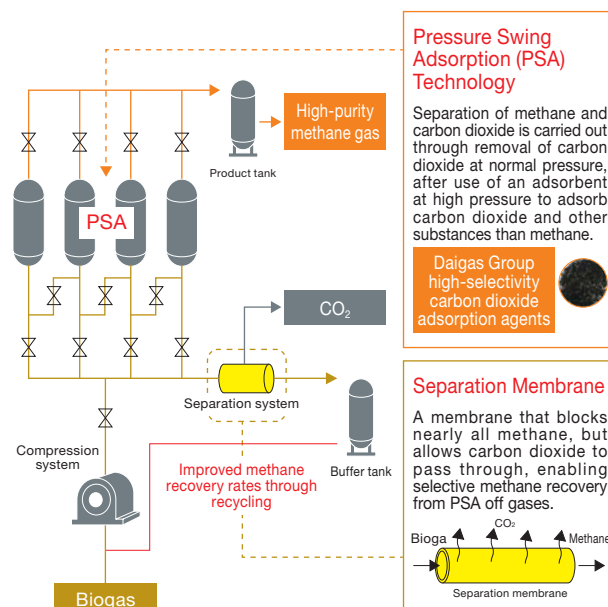 Pressure Swing
Adsorption (PSA)
Technology
Separation of methane and
carbon dioxide is carried out
through removal of carbon
dioxide at normal pressure,
after use of an adsorbent
at high pressure to adsorb
carbon dioxide and other
substances than methane.
Daigas Group
high-selectivity
carbon dioxide
adsorption agents
High-purity
methane gas
Product tank
PSA
CO₂
Separation system
Buffer tank
Compression
system
Improved methane
recovery rates through
recycling
Biogas
Separation Membrane
A membrane that blocks
nearly all methane, but
allows carbon dioxide to
pass through, enabling
selective methane recovery
from PSA off gases.
CO₂
Bioga
Methane
Separation membrane